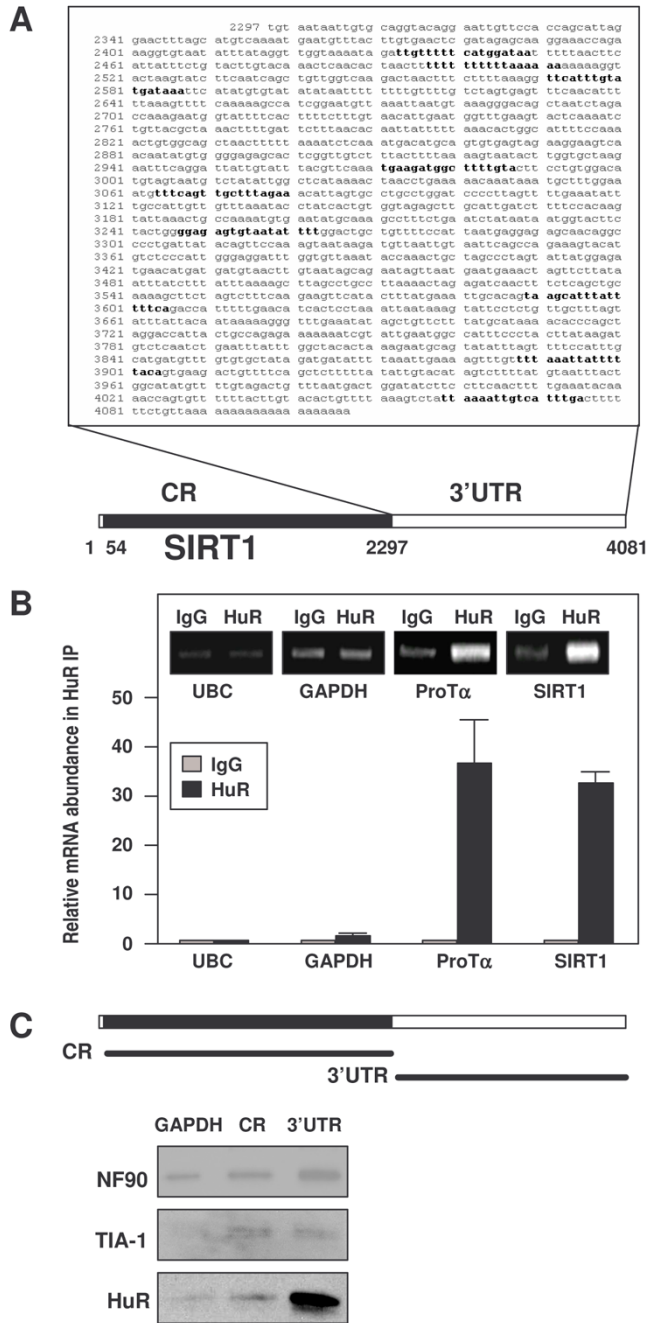 A
2297 tgt aataattgtg caggtacagg aattgttcca ccagcattag
2341 gaactttagc atgtcaaaat gaatgtttac ttgtgaactc gatagagcaa ggaaaccaga
2401 aaggtgtaat atttataggt tggtaaaata gattgttttt catggataat ttttaacttc
2461 attatttctg tacttgtaca aactcaacac taacttttttt ttttttaaaa aaaaaaaggt
2521 actaagtatc ttcaatcagc tgttggtcaa gactaacttt cttttaaagg ttcatttgta
2581 tgataaattc atatgtgtat atataatttt ttttgttttg tctagtgagt ttcaacattt
2641 ttaaagtttt caaaaagcca tcggaatgtt aaattaatgt aaagggacag ctaatctaga
2701 ccaaagaatg gtattttcac ttttctttgt aacattgaat ggtttgaagt actcaaaatc
2761 tgttacgcta aacttttgat tctttaacac aattattttt aaacactggc attttccaaa
2821 actgtggcag ctaacttttt aaaatctcaa atgacatgca gtgtgagtag aaggaagtca
2881 acaatatgtg gggagagcac tcggttgtct ttacttttaa aagtaatact tggtgctaag
2941 aatttcagga ttattgtatt tacgttcaaa tgaagatggc ttttgtactt cctgtggaca
3001 tgtagtaatg tctatattgg ctcataaaac taacctgaaa aacaaataaa tgctttggaa
3061 atgtttcagt tgctttagaa acattagtgc ctgcctggat ccccttagtt ttgaaatatt
3121 tgccattgtt gtttaaatac ctatcactgt ggtagagctt gcattgatct tttccacaag
3181 tattaaactg ccaaaatgtg aatatgcaaa gcctttctga atctataata atggtacttc
3241 tactggggag agtgtaatat tttggactgc tgttttccat taatgaggag agcaacaggc
3301 ccctgattat acagttccaa agtaataaga tgttaattgt aattcagcca gaaagtacat
3361 gtctcccatt gggaggattt ggtgttaaat accaaactgc tagccctagt attatggaga
3421 tgaacatgat gatgtaactt gtaatagcag aatagttaat gaatgaaact agttcttata
3481 atttatcttt atttaaaagc ttagcctgcc ttaaaactag agatcaactt tctcagctgc
3541 aaaagcttct agtctttcaa gaagttcata ctttatgaaa ttgcacagta agcatttatt
3601 tttcagacca tttttgaaca tcactcctaa attaataaag tattcctctg ttgctttagt
3661 atttattaca ataaaaaggg tttgaaatat agctgttctt tatgcataaa acacccagct
3721 aggaccatta ctgccagaga aaaaaatcgt attgaatggc catttcccta cttataagat
3781 gtctcaatct gaatttattt ggctacacta aagaatgcag tatatttagt tttccatttg
3841 catgatgttt gtgtgctata gatgatattt taaattgaaa agtttgtttt aaattatttt
3901 tacagtgaag actgttttca gctcttttta tattgtacat agtcttttat gtaatttact
3961 ggcatatgtt ttgtagactg tttaatgact ggatatcttc cttcaacttt tgaaatacaa
4021 aaccagtgtt ttttacttgt acactgtttt aaagtctatt aaaattgtca tttgactttt
4081 ttctgttaaa aaaaaaaaaa aaaaaaa
CR 3’UTR
1 54 SIRT1 2297 4081
B
IgG HuR IgG HuR IgG HuR IgG HuR
UBC GAPDH ProTα SIRT1
Relative mRNA abundance in HuR IP
50
40
30
20
10
0
IgG
HuR
UBC GAPDH ProTα SIRT1
C
CR
3’UTR
GAPDH CR 3’UTR
NF90
TIA-1
HuR